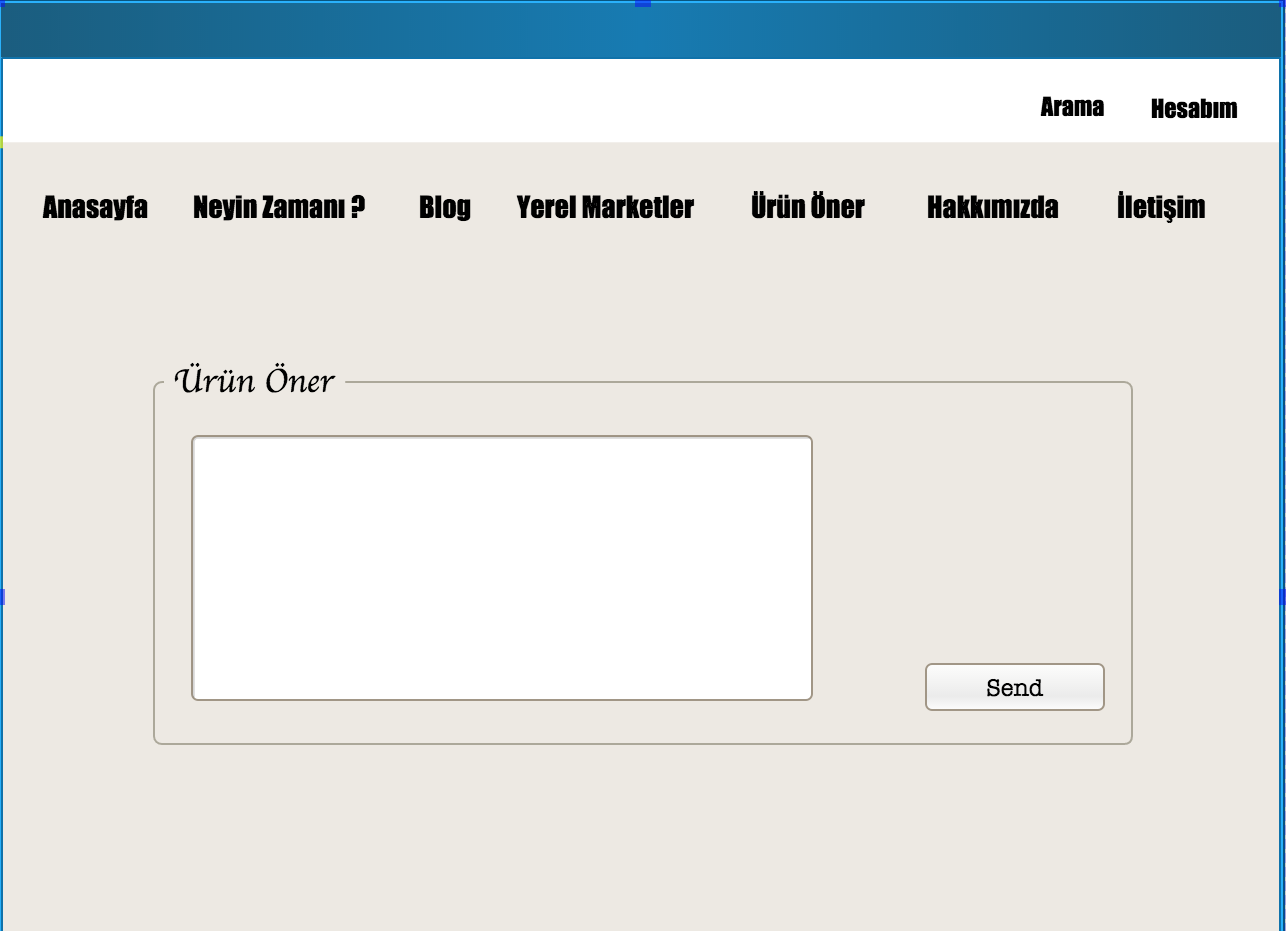 Arama Hesabım
Anasayfa Neyin Zamanı ? Blog Yerel Marketler Ürün Öner Hakkımızda İletişim
Ürün Öner
Send